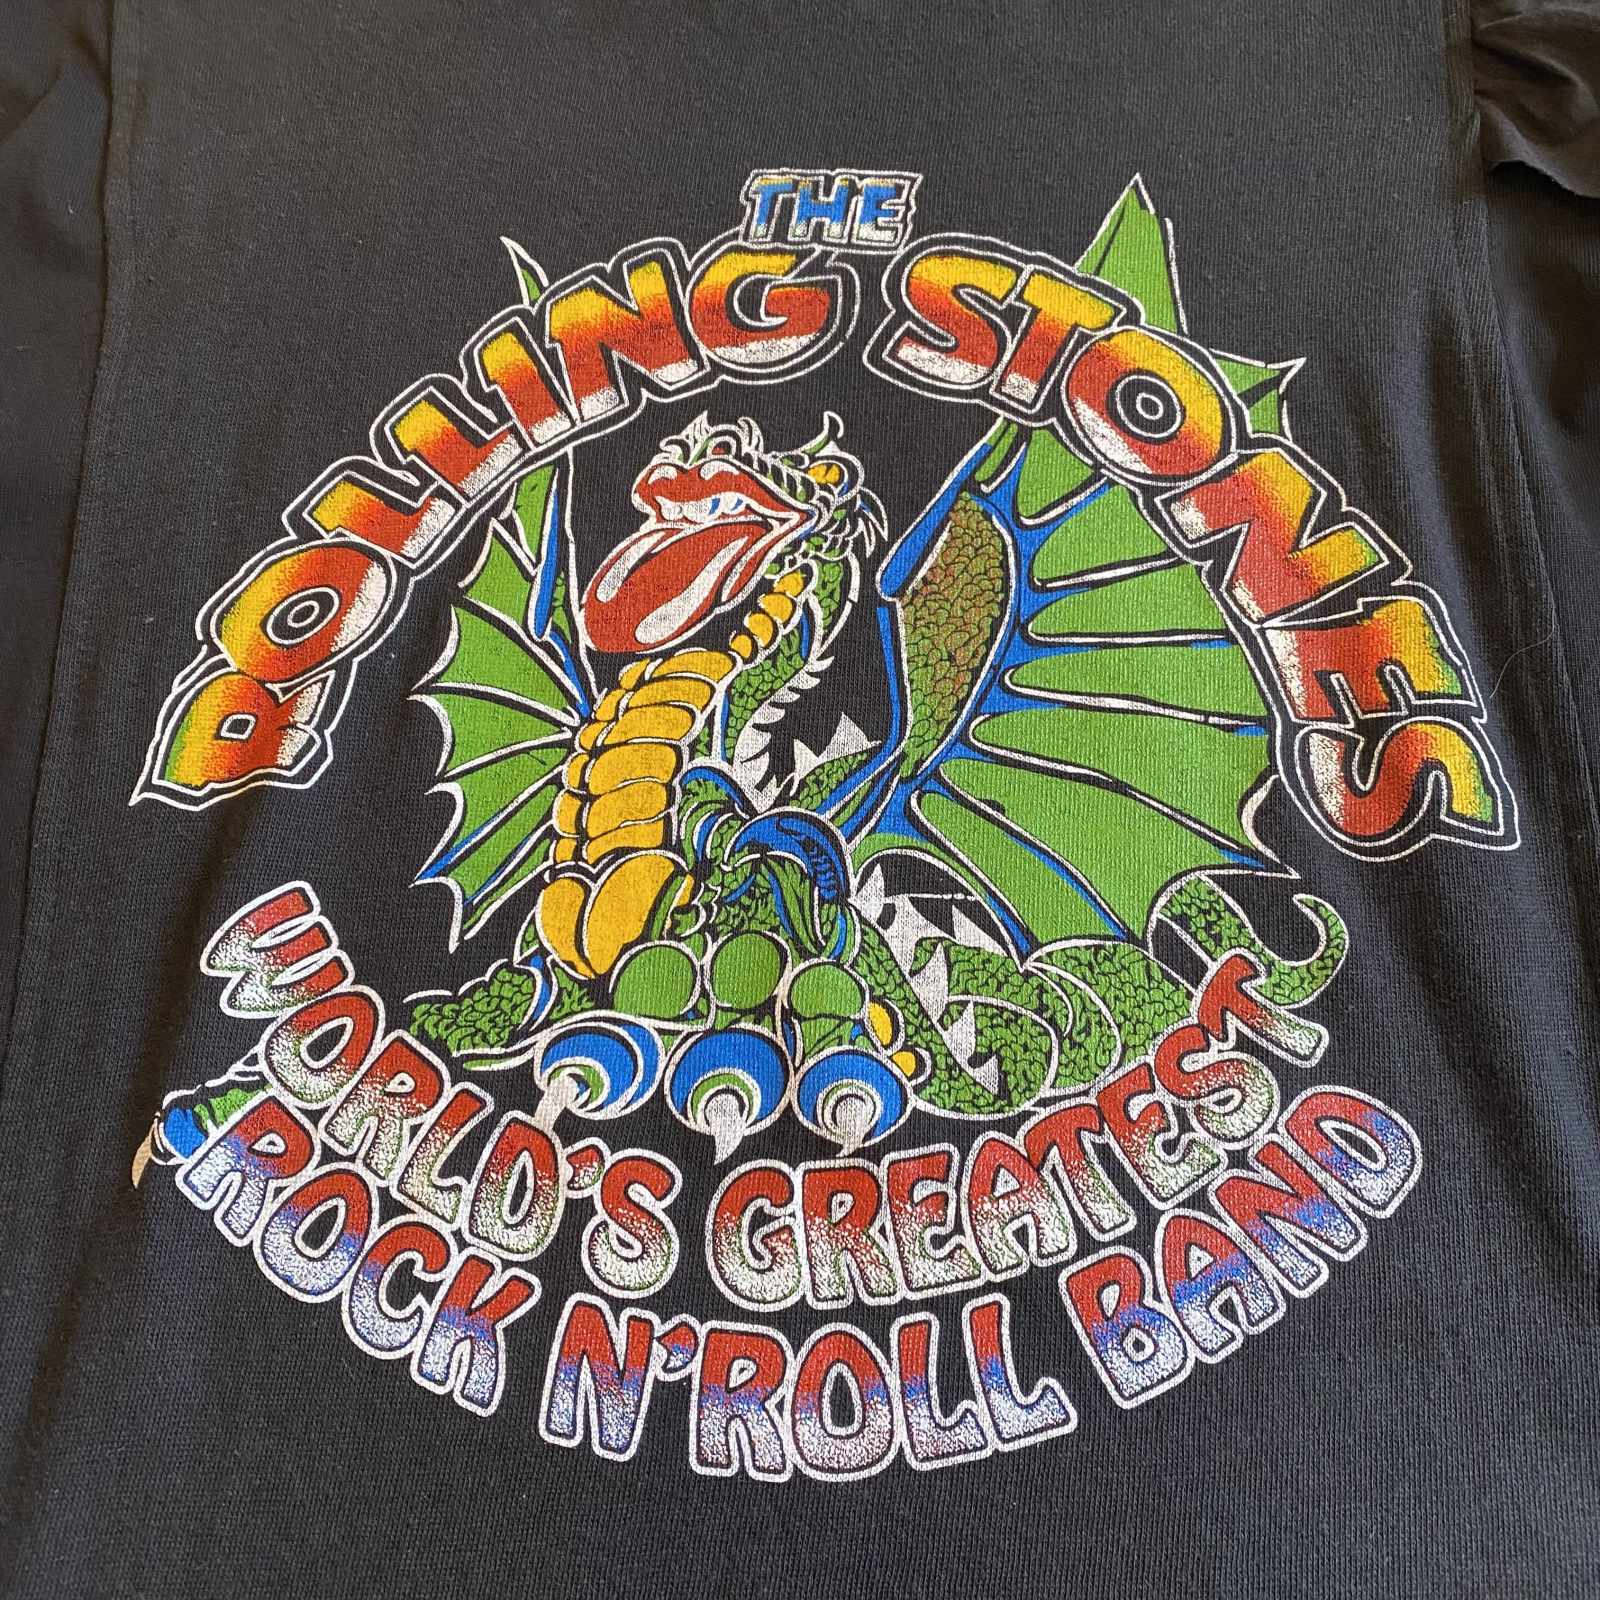 THE
ROLLING STONES
WORLD'S GREATEST
ROCK N'ROLL BAND